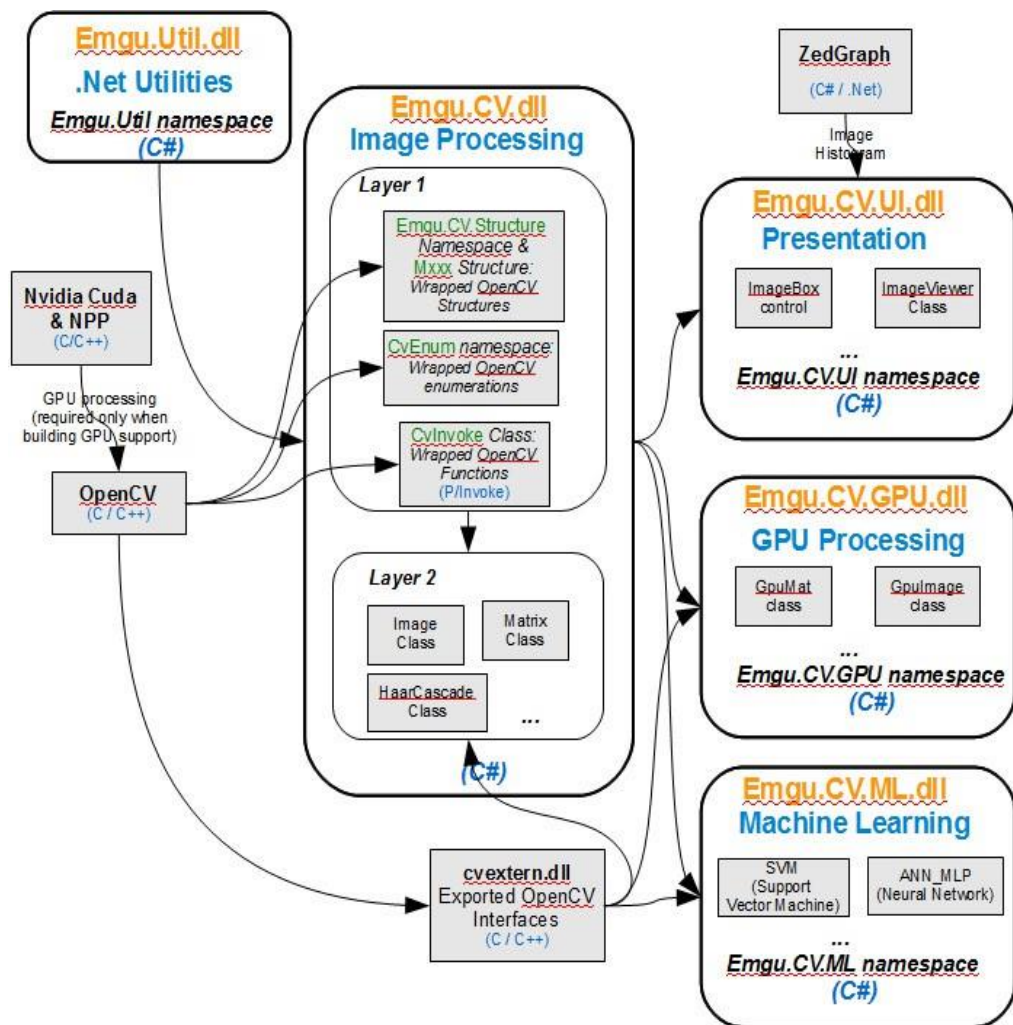 Emgu.Util.dll
.Net Utilities
Emgu.Util namespace
(C#)
Nvidia Cuda
& NPP
(C/C++)
GPU processing
(required only when
building GPU support)
OpenCV
(C / C++)
Emgu.CV.dll
Image Processing
Layer 1
Emgu.CV.Structure
Namespace &
Mxxx Structure:
Wrapped OpenCV
Structures
CvEnum namespace:
Wrapped OpenCV
enumerations
CvInvoke Class:
Wrapped OpenCV
Functions
(P/Invoke)
Layer 2
Image
Class
Matrix
Class
HaarCascade
Class
...
(C#)
cvextern.dll
Exported OpenCV
Interfaces
(C / C++)
ZedGraph
(C# / .Net)
Image
Histogram
Emgu.CV.UI.dll
Presentation
ImageBox
control
ImageViewer
Class
...
Emgu.CV.UI namespace
(C#)
Emgu.CV.GPU.dll
GPU Processing
GpuMat
class
GpuImage
class
...
Emgu.CV.GPU namespace
(C#)
Emgu.CV.ML.dll
Machine Learning
SVM
(Support
Vector Machine)
ANN_MLP
(Neural Network)
...
Emgu.CV.ML namespace
(C#)